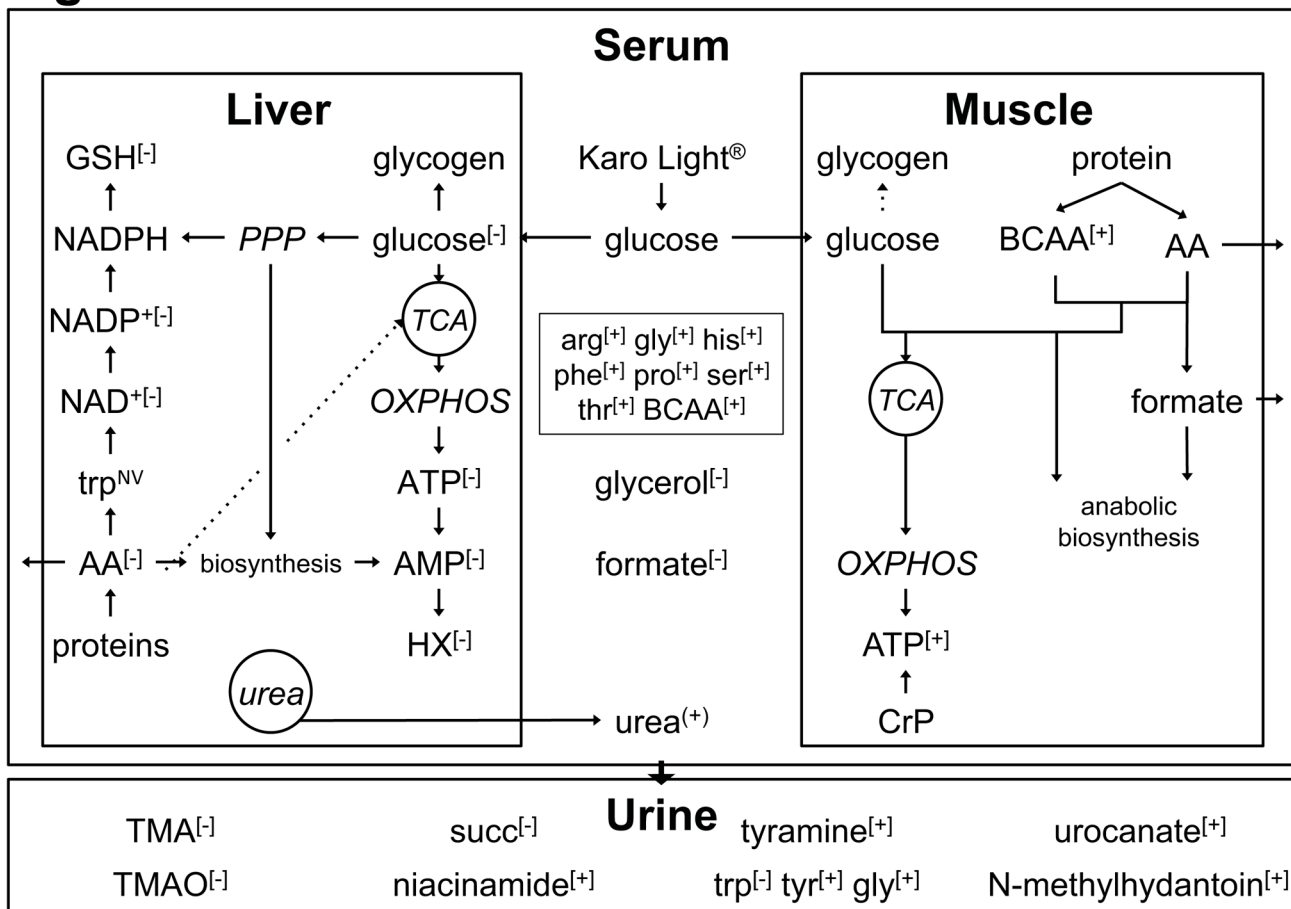 Serum
Liver
Muscle
GSH[-]
glycogen
Karo Light®
glycogen
protein
NADPH
PPP
glucose[-]
glucose
glucose
BCAA[+]
AA
NADP+[-]
TCA
arg[+] gly[+] his[+]
phe[+] pro[+] ser[+]
thr[+] BCAA[+]
NAD+[-]
OXPHOS
TCA
formate
trpNV
ATP[-]
glycerol[-]
anabolic
biosynthesis
AA[-]
biosynthesis
AMP[-]
formate[-]
OXPHOS
proteins
HX[-]
ATP[+]
urea
urea(+)
CrP
Urine
TMA[-]
succ[-]
tyramine[+]
urocanate[+]
TMAO[-]
niacinamide[+]
trp[-] tyr[+] gly[+]
N-methylhydantoin[+]